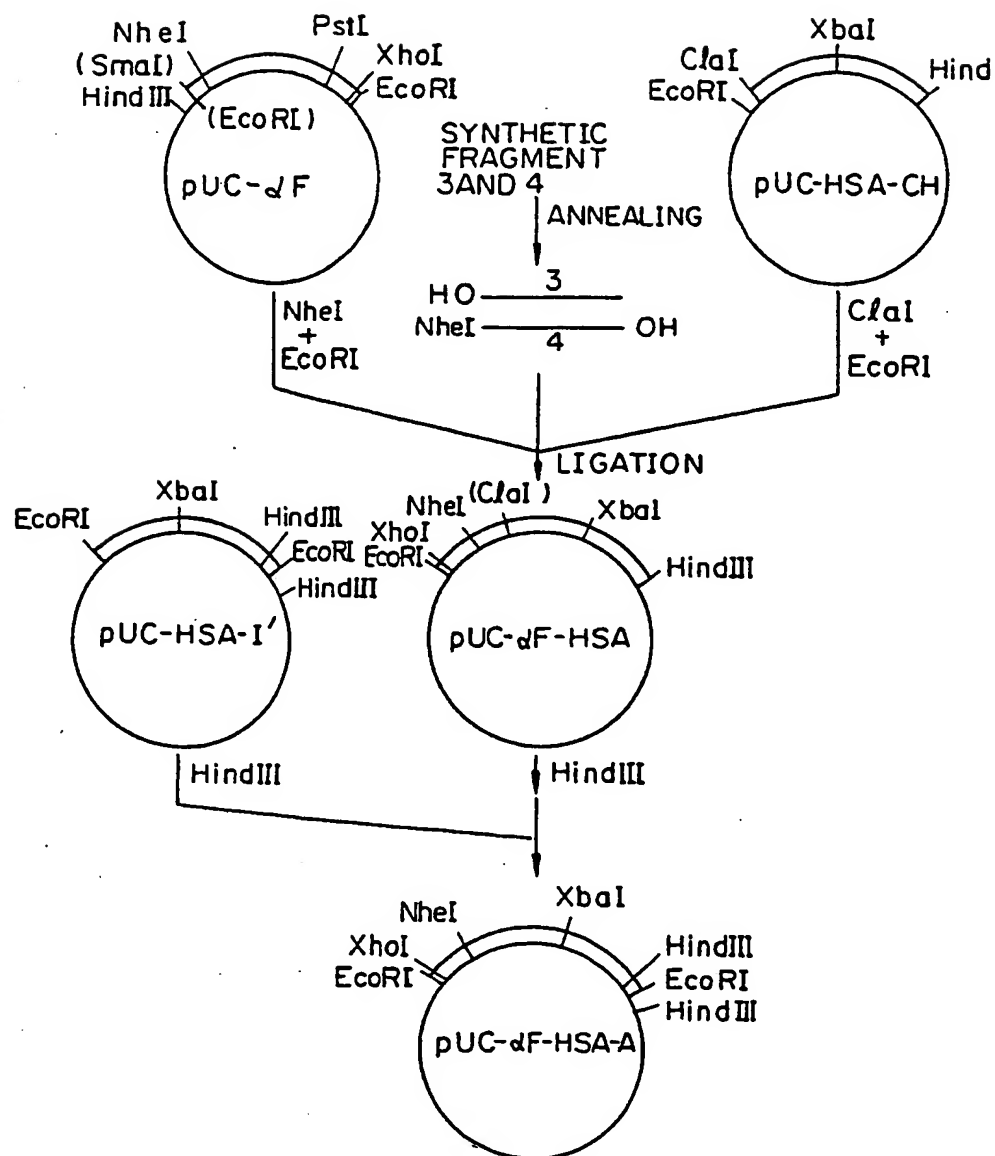 NheI
(SmaI)
HindIII
(EcoRI)
PstI
XhoI
EcoRI
pUC-αF
SYNTHETIC
FRAGMENT
3 AND 4
ANNEALING
XbaI
ClaI
EcoRI
Hind
pUC-HSA-CH
NheI
+
EcoRI
HO
3
NheI
4
OH
ClaI
+
EcoRI
LIGATION
EcoRI
XbaI
HindIII
EcoRI
HindIII
pUC-HSA-I'
NheI
(ClaI)
XhoI
EcoRI
XbaI
HindIII
pUC-αF-HSA
HindIII
HindIII
NheI
XhoI
EcoRI
XbaI
HindIII
EcoRI
HindIII
pUC-αF-HSA-A